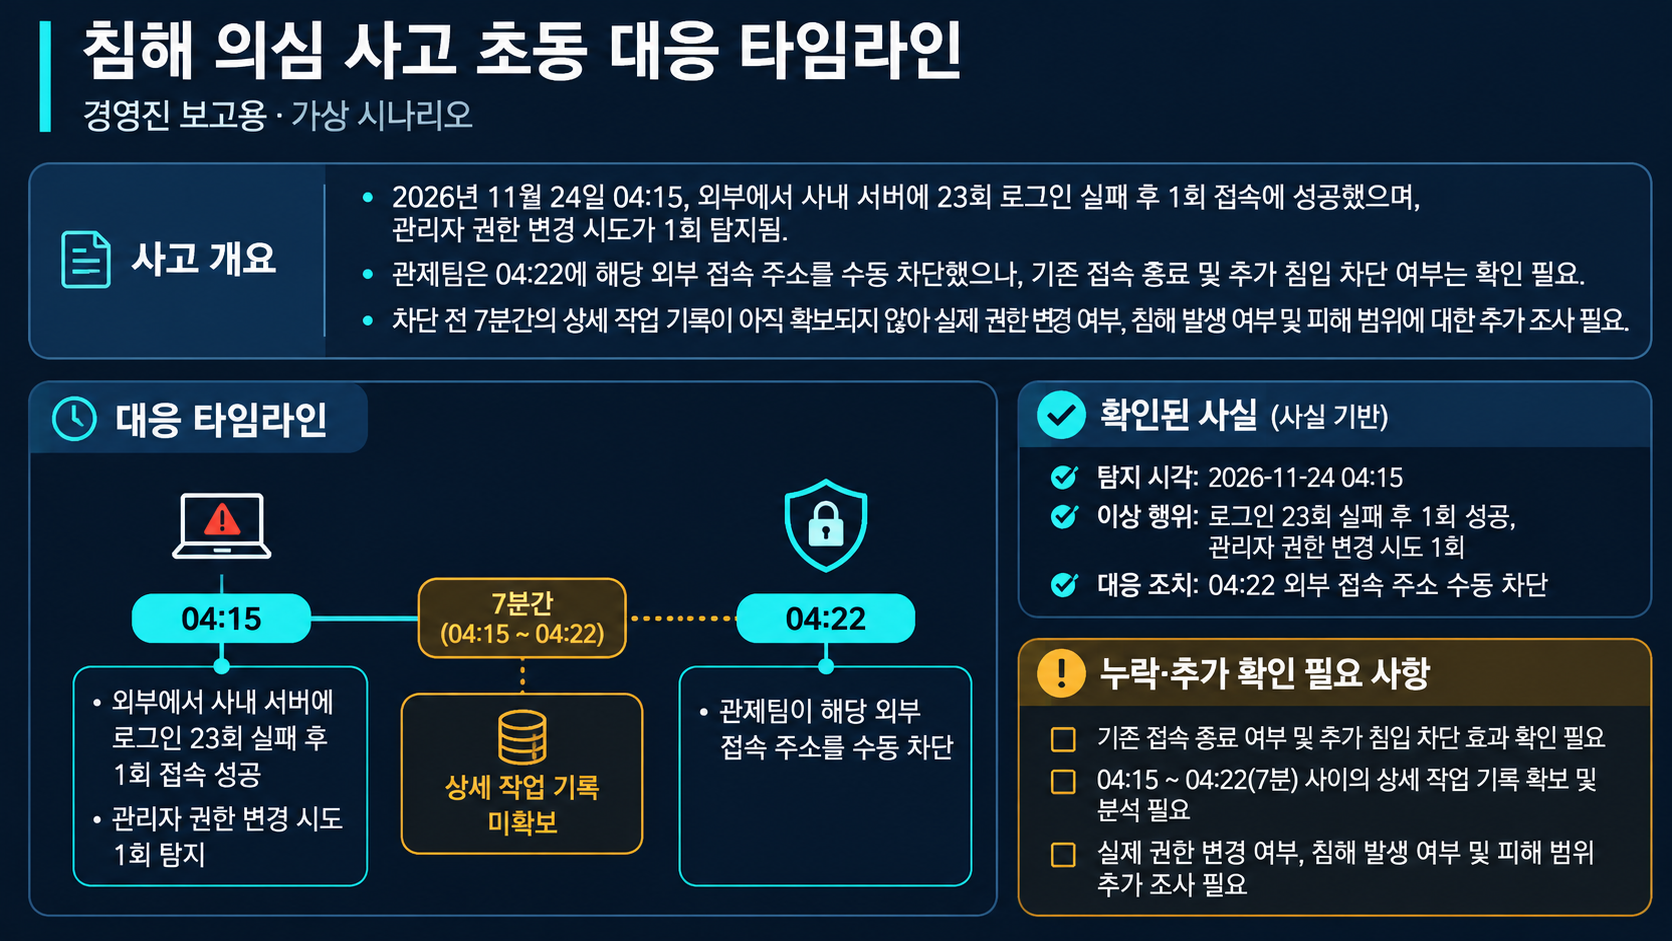 침해 의심 사고 초동 대응 타임라인
경영진 보고용 · 가상 시나리오
사고 개요
• 2026년 11월 24일 04:15, 외부에서 사내 서버에 23회 로그인 실패 후 1회 접속에 성공했으며,
관리자 권한 변경 시도가 1회 탐지됨.
• 관제팀은 04:22에 해당 외부 접속 주소를 수동 차단했으나, 기존 접속 종료 및 추가 침입 차단 여부는 확인 필요.
• 차단 전 7분간의 상세 작업 기록이 아직 확보되지 않아 실제 권한 변경 여부, 침해 발생 여부 및 피해 범위에 대한 추가 조사 필요.
대응 타임라인
04:15
• 외부에서 사내 서버에
로그인 23회 실패 후
1회 접속 성공
• 관리자 권한 변경 시도
1회 탐지
7분간
(04:15 ~ 04:22)
상세 작업 기록
미확보
04:22
• 관제팀이 해당 외부
접속 주소를 수동 차단
확인된 사실 (사실 기반)
탐지 시각: 2026-11-24 04:15
이상 행위: 로그인 23회 실패 후 1회 성공,
관리자 권한 변경 시도 1회
대응 조치: 04:22 외부 접속 주소 수동 차단
누락·추가 확인 필요 사항
기존 접속 종료 여부 및 추가 침입 차단 효과 확인 필요
04:15 ~ 04:22(7분) 사이의 상세 작업 기록 확보 및
분석 필요
실제 권한 변경 여부, 침해 발생 여부 및 피해 범위
추가 조사 필요